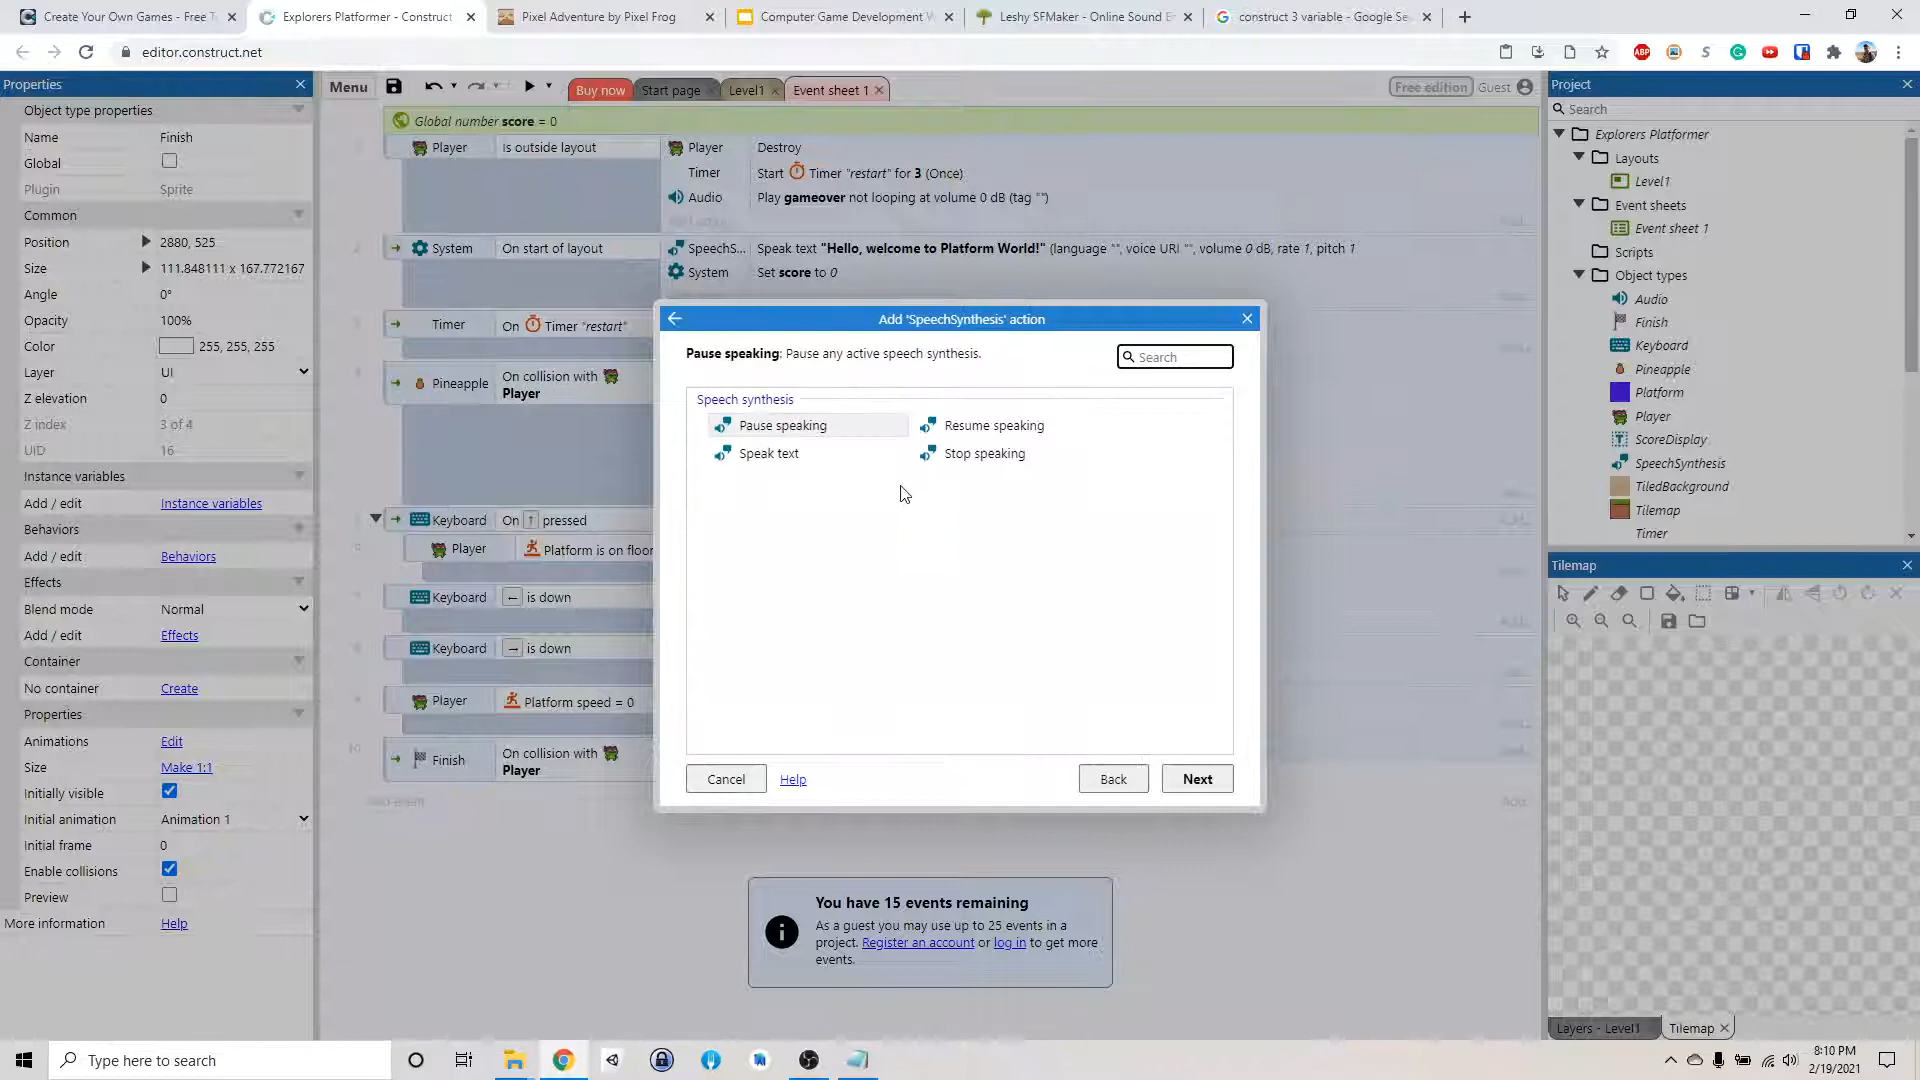 Create Your Own Games - Free T
Explorers Platformer - Construct
Pixel Adventure by Pixel Frog
Computer Game Development W
Leshy SFMaker - Online Sound E
construct 3 variable - Google Se
editor.construct.net
Properties
Menu
Buy now
Start page
Level1
Event sheet 1
Free edition
Guest
Project
Object type properties
Name
Finish
Global
Plugin
Sprite
Common
Position
2880, 525
Size
111.848111 x 167.772167
Angle
0°
Opacity
100%
Color
255, 255, 255
Layer
UI
Z elevation
0
Z index
3 of 4
UID
16
Instance variables
Add / edit
Instance variables
Behaviors
Add / edit
Behaviors
Effects
Blend mode
Normal
Add / edit
Effects
Container
No container
Create
Properties
Animations
Edit
Size
Make 1:1
Initially visible
Initial animation
Animation 1
Initial frame
0
Enable collisions
Preview
More information
Help
Global number score = 0
Player
Is outside layout
Player
Destroy
Timer
Start Timer "restart" for 3 (Once)
Audio
Play gameover not looping at volume 0 dB (tag "")
2
System
On start of layout
SpeechS...
Speak text "Hello, welcome to Platform World!" (language "", voice URI "", volume 0 dB, rate 1, pitch 1
System
Set score to 0
Timer
On Timer "restart"
Pineapple
On collision with
Player
Keyboard
On ↑ pressed
Player
Platform is on floor
Keyboard
← is down
Keyboard
→ is down
Player
Platform speed = 0
10
Finish
On collision with
Player
Add event
Add 'SpeechSynthesis' action
Pause speaking: Pause any active speech synthesis.
Search
Speech synthesis
Pause speaking
Resume speaking
Speak text
Stop speaking
Cancel
Help
Back
Next
You have 15 events remaining
As a guest you may use up to 25 events in a
project. Register an account or log in to get more
events.
Search
Explorers Platformer
Layouts
Level1
Event sheets
Event sheet 1
Scripts
Object types
Audio
Finish
Keyboard
Pineapple
Platform
Player
ScoreDisplay
SpeechSynthesis
TiledBackground
Tilemap
Timer
Tilemap
Layers - Level1
Tilemap
Type here to search
8:10 PM
2/19/2021